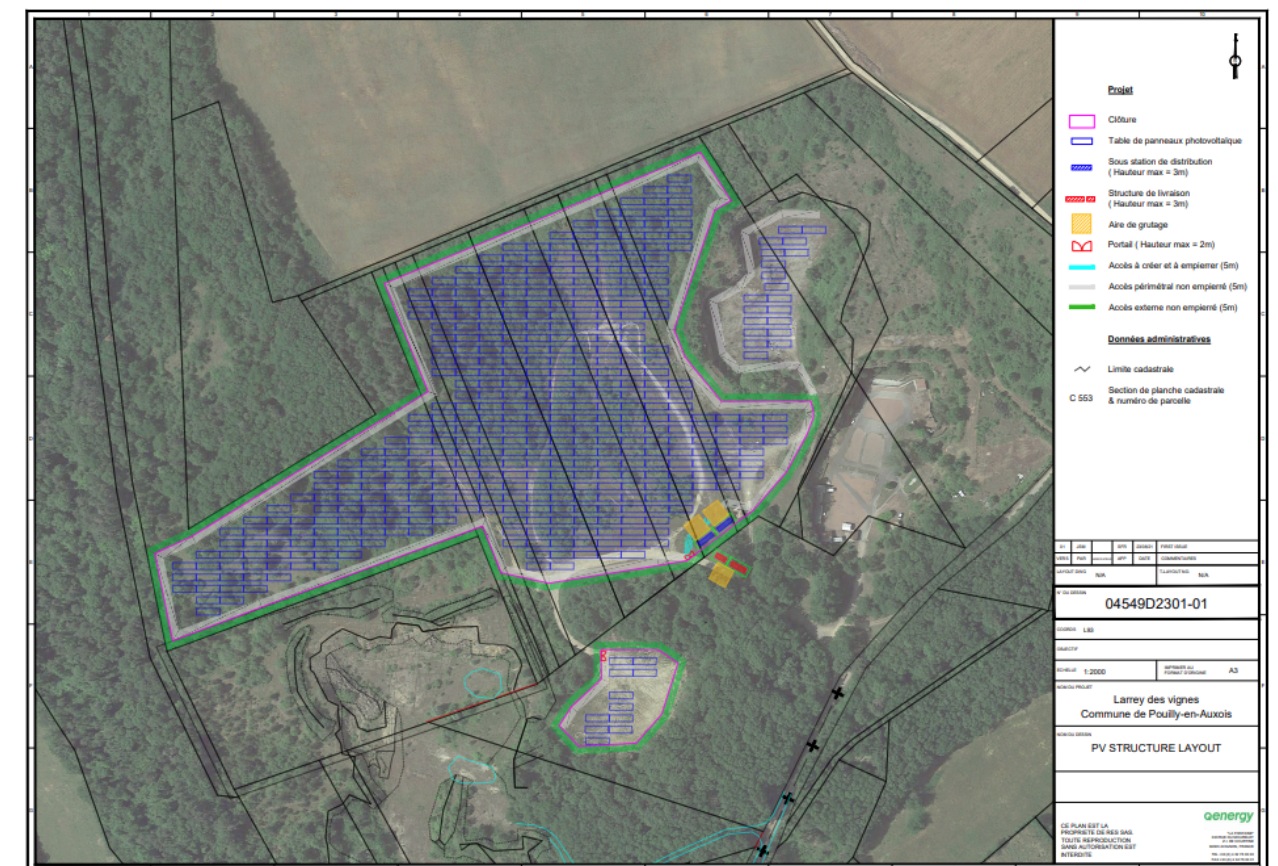 Projet
Clôture
Table de panneaux photovoltaïque
Sous station de distribution
( Hauteur max = 3m)
Structure de livraison
( Hauteur max = 3m)
Aire de grutage
Portail ( Hauteur max = 2m)
Accès à créer et à empierrer (5m)
Accès périmétral non empierré (5m)
Accès externe non empierré (5m)
Données administratives
Limite cadastrale
C 553
Section de planche cadastrale
& numéro de parcelle
FIRST ISSUE
DATE COMMENTAIRES
N/A
N/A
04549D2301-01
L93
1:2000
A3
Larrey des vignes
Commune de Pouilly-en-Auxois
PV STRUCTURE LAYOUT
CE PLAN EST LA
PROPRIETE DE RES SAS.
TOUTE REPRODUCTION
SANS AUTORISATION EST
INTERDITE
qenergy